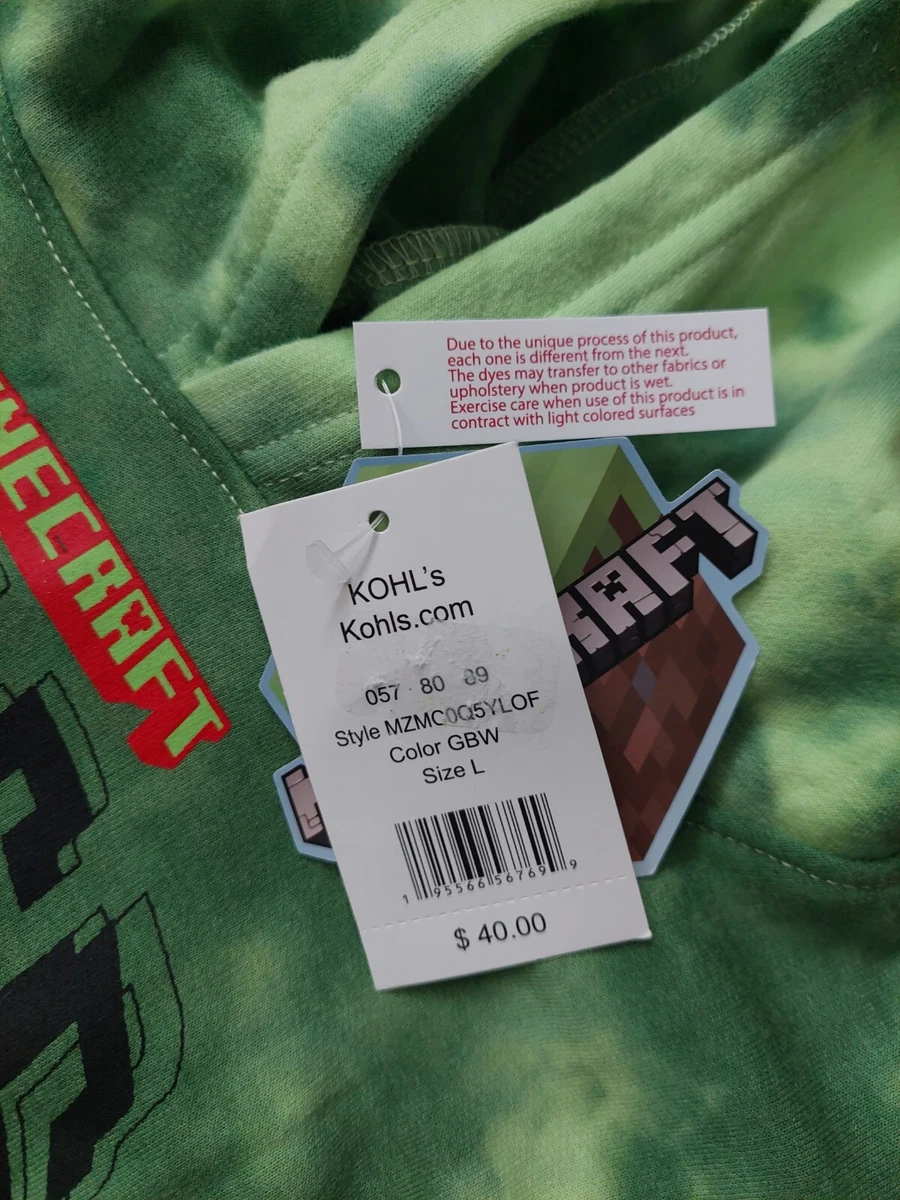 Due to the unique process of this product,
each one is different from the next.
The dyes may transfer to other fabrics or
upholstery when product is wet.
Exercise care when use of this product is in
contract with light colored surfaces
NECRAFT
RAFT
KOHL's
Kohls.com
057 80 89
Style MZMC0Q5YLOF
Color GBW
Size L
1 95566 56769 9
$ 40.00